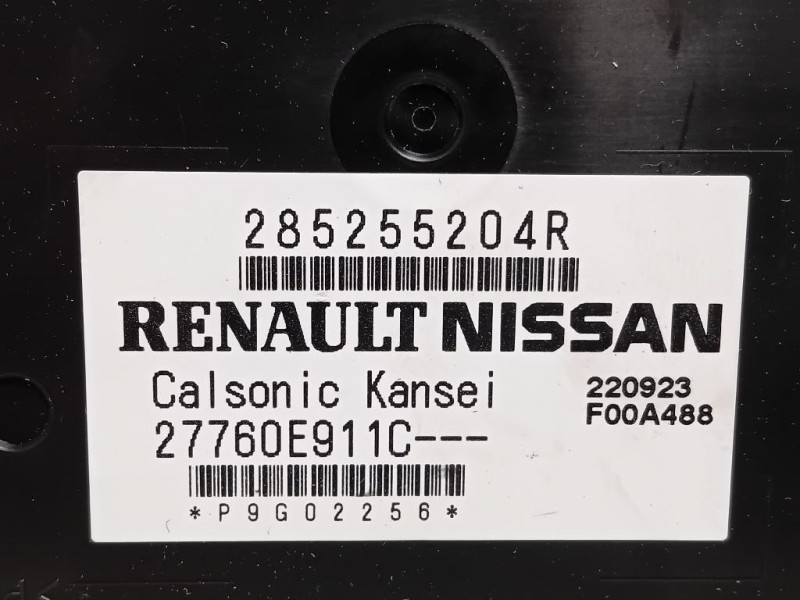 285255204R
RENAULT NISSAN
Calsonic Kansei
220923
27760E911C---
F00A488
*P9G02256*